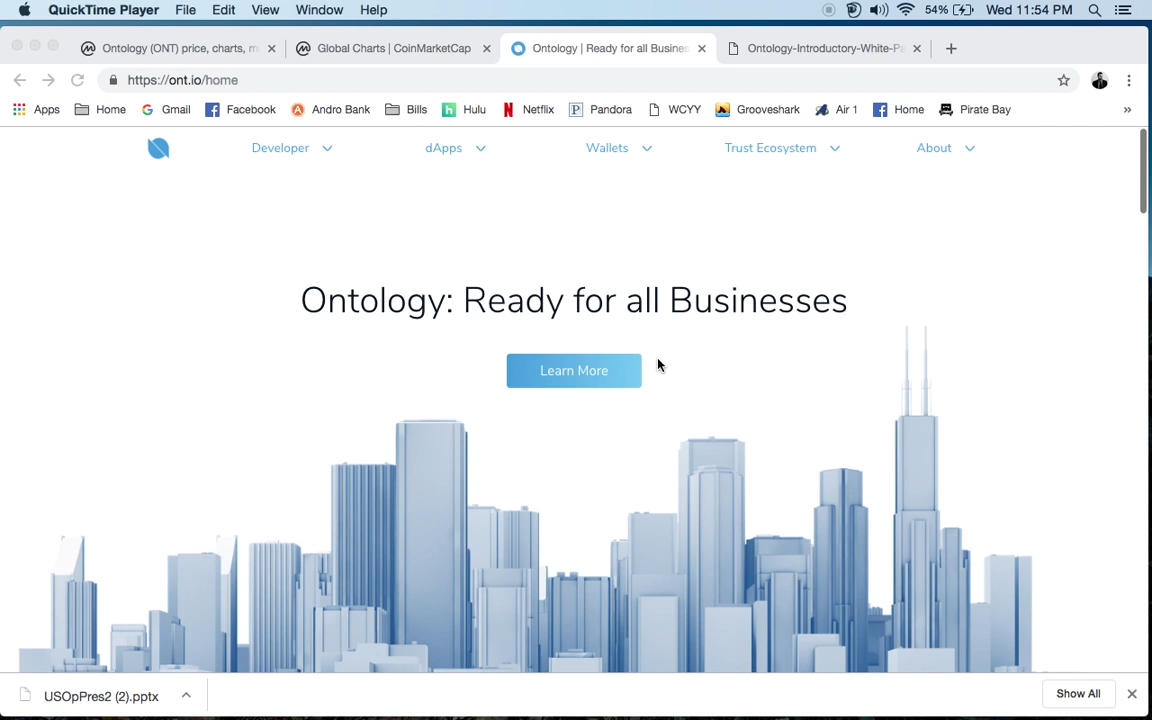 QuickTime Player File Edit View Window Help 54% Wed 11:54 PM
Ontology (ONT) price, charts, m Global Charts | CoinMarketCap Ontology | Ready for all Busines Ontology-Introductory-White-Pa
https://ont.io/home
Apps Home Gmail Facebook Andro Bank Bills Hulu Netflix Pandora WCYY Grooveshark Air 1 Home Pirate Bay »
Developer dApps Wallets Trust Ecosystem About
Ontology: Ready for all Businesses
Learn More
USOpPres2 (2).pptx Show All